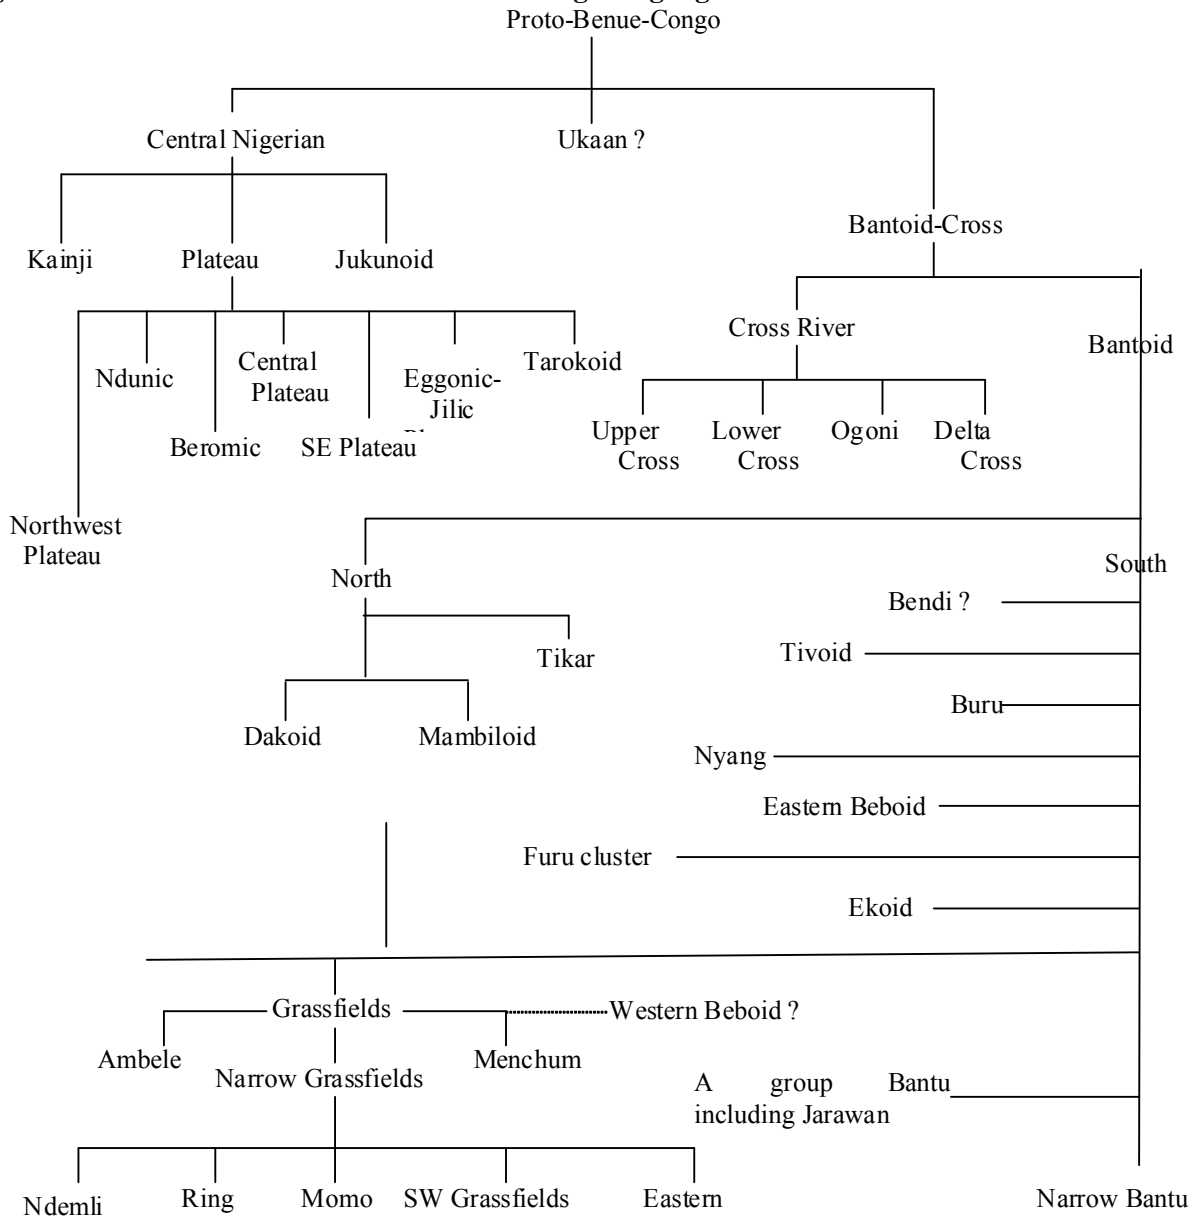 Proto-Benue-Congo
Central Nigerian
Ukaan ?
Bantoid-Cross
Kainji
Plateau
Jukunoid
Cross River
Bantoid
Ndunic
Central
Plateau
Eggonic-
Jilic
Tarokoid
Beromic
SE Plateau
Upper
Cross
Lower
Cross
Ogoni
Delta
Cross
Northwest
Plateau
North
South
Bendi ?
Tikar
Tivoid
Buru
Dakoid
Mambiloid
Nyang
Eastern Beboid
Furu cluster
Ekoid
Grassfields
Western Beboid ?
Ambele
Menchum
Narrow Grassfields
A group Bantu
including Jarawan
Ndemli
Ring
Momo
SW Grassfields
Eastern
Narrow Bantu